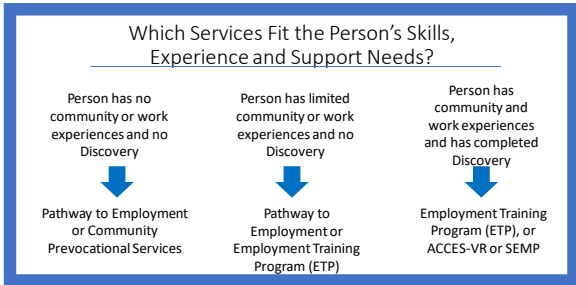 Which Services Fit the Person's Skills,
Experience and Support Needs?
Person has no
community or work
experiences and no
Discovery
Pathway to Employment
or Community
Prevocational Services
Person has limited
community or work
experiences and no
Discovery
Pathway to
Employment or
Employment Training
Program (ETP)
Person has
community and
work experiences
and has completed
Discovery
Employment Training
Program (ETP), or
ACCES-VR or SEMP